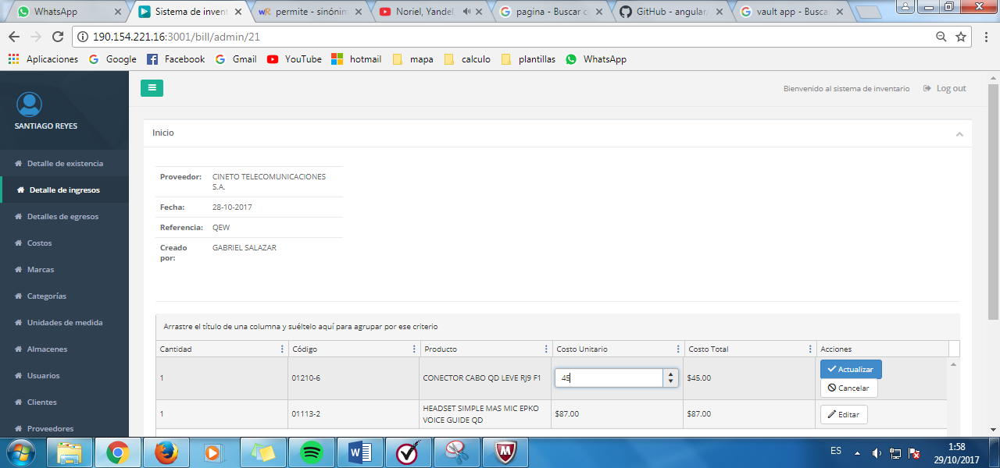 WhatsApp
Sistema de invent
wR permite - sinónim
Noriel, Yandel
pagina - Buscar c
GitHub - angular/
vault app - Busca
190.154.221.16:3001/bill/admin/21
Aplicaciones
Google
Facebook
Gmail
YouTube
hotmail
mapa
calculo
plantillas
WhatsApp
SANTIAGO REYES
Detalle de existencia
Detalle de ingresos
Detalles de egresos
Costos
Marcas
Categorías
Unidades de medida
Almacenes
Usuarios
Clientes
Proveedores
Bienvenido al sistema de inventario
Log out
Inicio
Proveedor: CINETO TELECOMUNICACIONES
S.A.
Fecha: 28-10-2017
Referencia: QEW
Creado GABRIEL SALAZAR
por:
Arrastre el título de una columna y suéltelo aquí para agrupar por ese criterio
Cantidad Código Producto Costo Unitario Costo Total Acciones
1 01210-6 CONECTOR CABO QD LEVE RJ9 F1 45 $45.00 Actualizar
Cancelar
1 01113-2 HEADSET SIMPLE MAS MIC EPKO $87.00 $87.00 Editar
VOICE GUIDE QD
ES
1:58
29/10/2017